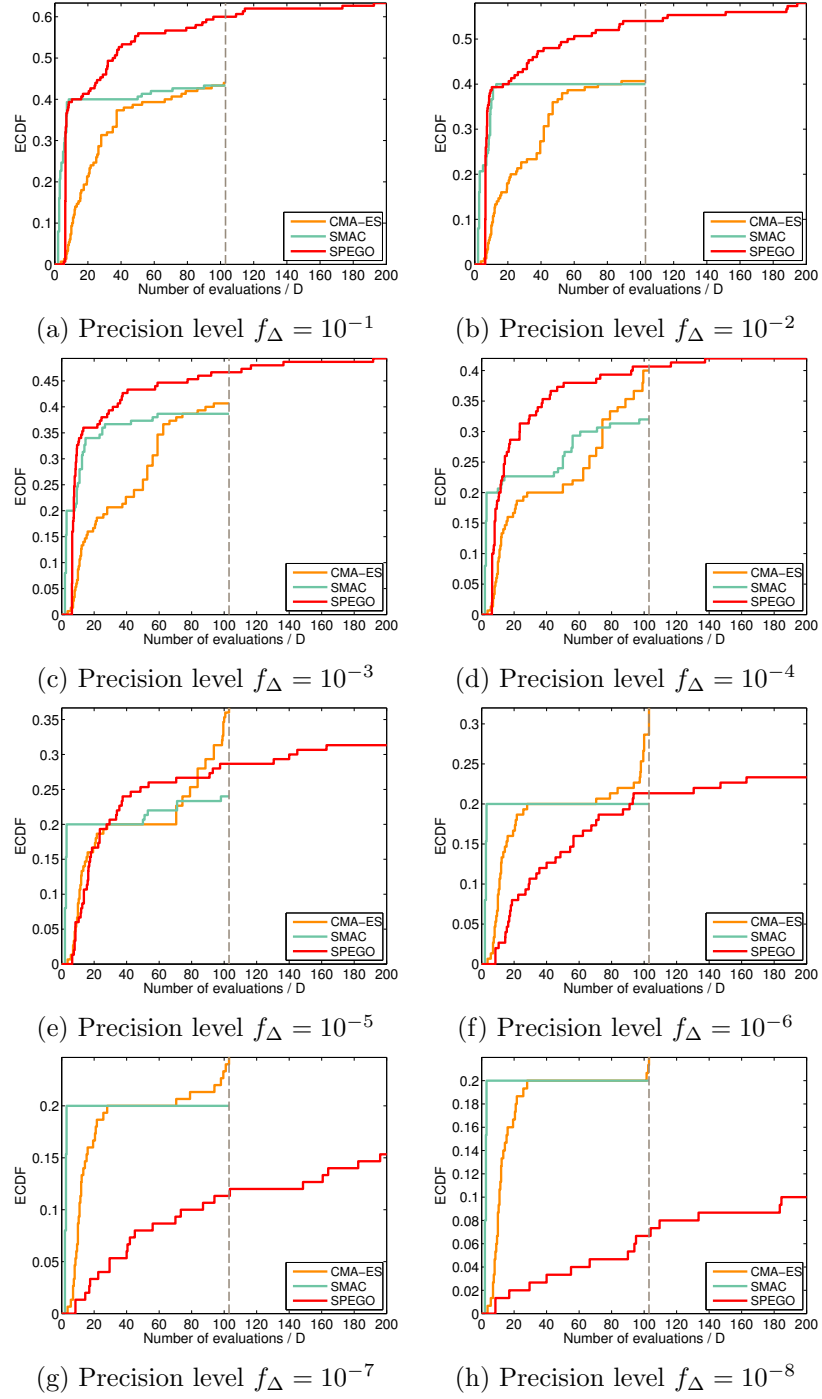 0.6
0.5
0.4
0.3
0.2
0.1
0
ECDF
CMA-ES
SMAC
SPEGO
0 20 40 60 80 100 120 140 160 180 200
Number of evaluations / D
(a) Precision level f_Δ = 10^{-1}
0.5
0.4
0.3
0.2
0.1
0
ECDF
CMA-ES
SMAC
SPEGO
0 20 40 60 80 100 120 140 160 180 200
Number of evaluations / D
(b) Precision level f_Δ = 10^{-2}
0.45
0.4
0.35
0.3
0.25
0.2
0.15
0.1
0.05
0
ECDF
CMA-ES
SMAC
SPEGO
0 20 40 60 80 100 120 140 160 180 200
Number of evaluations / D
(c) Precision level f_Δ = 10^{-3}
0.4
0.35
0.3
0.25
0.2
0.15
0.1
0.05
0
ECDF
CMA-ES
SMAC
SPEGO
0 20 40 60 80 100 120 140 160 180 200
Number of evaluations / D
(d) Precision level f_Δ = 10^{-4}
0.35
0.3
0.25
0.2
0.15
0.1
0.05
0
ECDF
CMA-ES
SMAC
SPEGO
0 20 40 60 80 100 120 140 160 180 200
Number of evaluations / D
(e) Precision level f_Δ = 10^{-5}
0.3
0.25
0.2
0.15
0.1
0.05
0
ECDF
CMA-ES
SMAC
SPEGO
0 20 40 60 80 100 120 140 160 180 200
Number of evaluations / D
(f) Precision level f_Δ = 10^{-6}
0.2
0.15
0.1
0.05
0
ECDF
CMA-ES
SMAC
SPEGO
0 20 40 60 80 100 120 140 160 180 200
Number of evaluations / D
(g) Precision level f_Δ = 10^{-7}
0.2
0.18
0.16
0.14
0.12
0.1
0.08
0.06
0.04
0.02
0
ECDF
CMA-ES
SMAC
SPEGO
0 20 40 60 80 100 120 140 160 180 200
Number of evaluations / D
(h) Precision level f_Δ = 10^{-8}